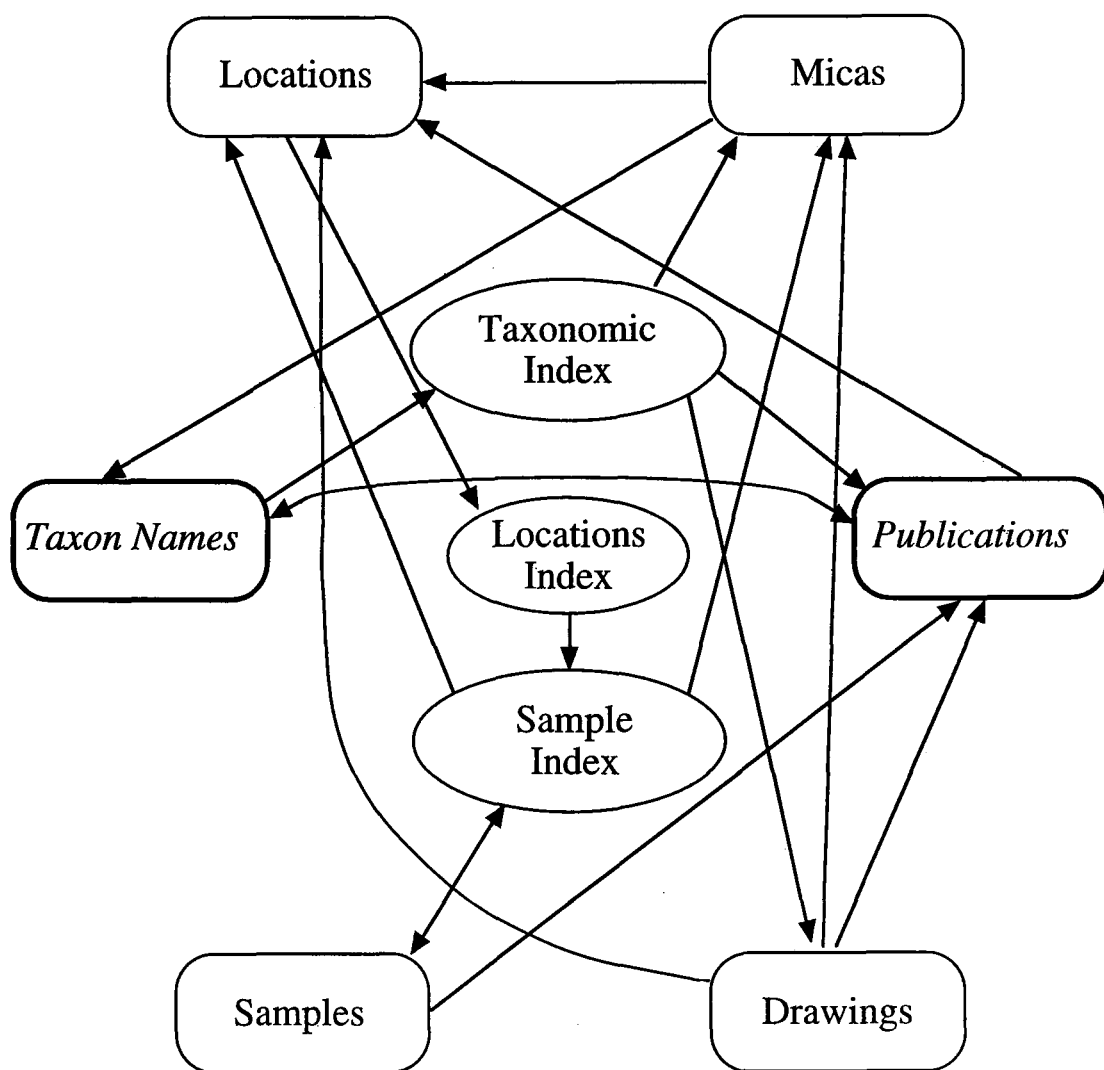 Locations
Micas
Taxonomic
Index
Taxon Names
Locations
Index
Publications
Sample
Index
Samples
Drawings